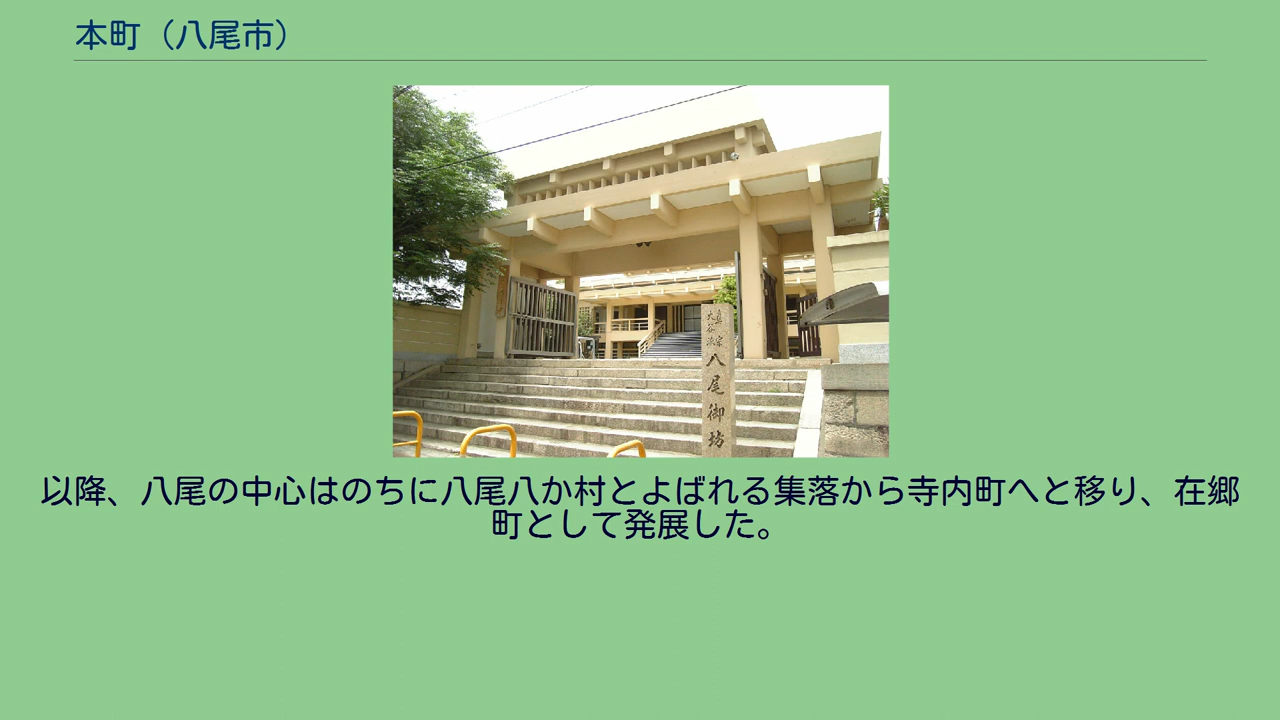 本町（八尾市）
真宗
大谷派
八尾御坊
以降、八尾の中心はのちに八尾八か村とよばれる集落から寺内町へと移り、在郷
町として発展した。